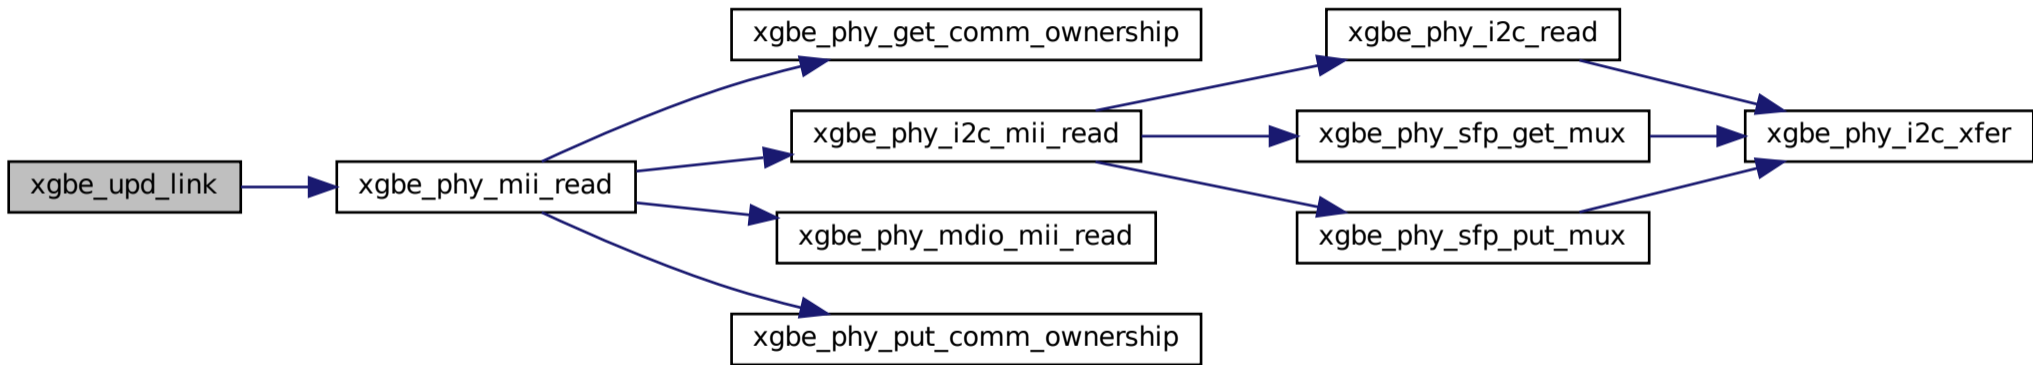 xgbe_upd_link
xgbe_phy_mii_read
xgbe_phy_get_comm_ownership
xgbe_phy_i2c_mii_read
xgbe_phy_mdio_mii_read
xgbe_phy_put_comm_ownership
xgbe_phy_i2c_read
xgbe_phy_sfp_get_mux
xgbe_phy_sfp_put_mux
xgbe_phy_i2c_xfer